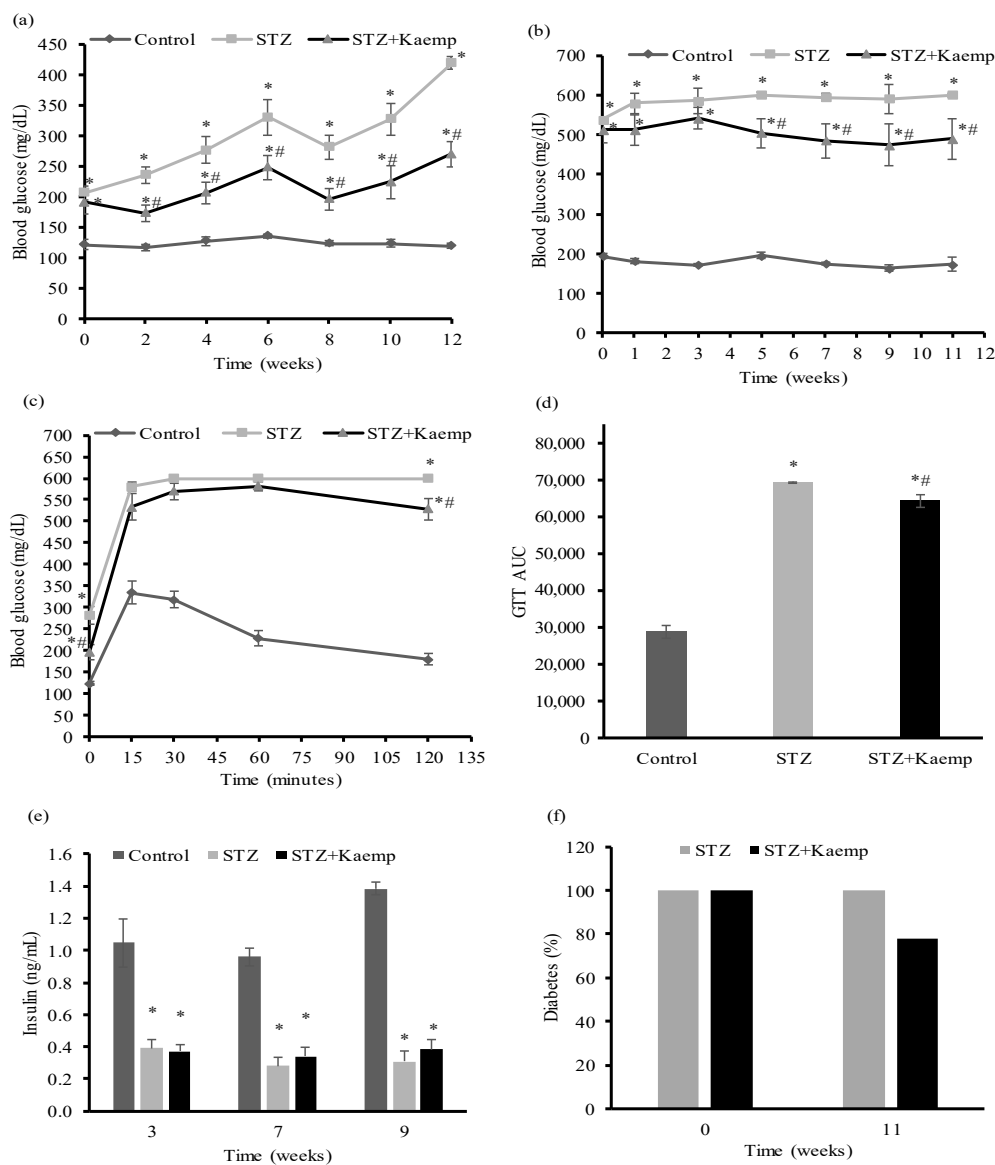 (a)
Control STZ STZ+Kaemp
450
400
350
300
250
200
150
100
50
0
Blood glucose (mg/dL)
* * * * * * *
* *# *# *# *# *# *#
0 2 4 6 8 10 12
Time (weeks)
(b)
Control STZ STZ+Kaemp
700
600
500
400
300
200
100
0
Blood glucose (mg/dL)
* * * * * * *
* * * *# *# *# *#
0 1 2 3 4 5 6 7 8 9 10 11 12
Time (weeks)
(c)
Control STZ STZ+Kaemp
700
650
600
550
500
450
400
350
300
250
200
150
100
50
0
Blood glucose (mg/dL)
* *
*# *#
0 15 30 45 60 75 90 105 120 135
Time (minutes)
(d)
80,000
70,000
60,000
50,000
40,000
30,000
20,000
10,000
0
GTT AUC
* *#
Control STZ STZ+Kaemp
(e)
Control STZ STZ+Kaemp
1.6
1.4
1.2
1.0
0.8
0.6
0.4
0.2
0.0
Insulin (ng/mL)
* * * * * *
3 7 9
Time (weeks)
(f)
STZ STZ+Kaemp
120
100
80
60
40
20
0
Diabetes (%)
0 11
Time (weeks)